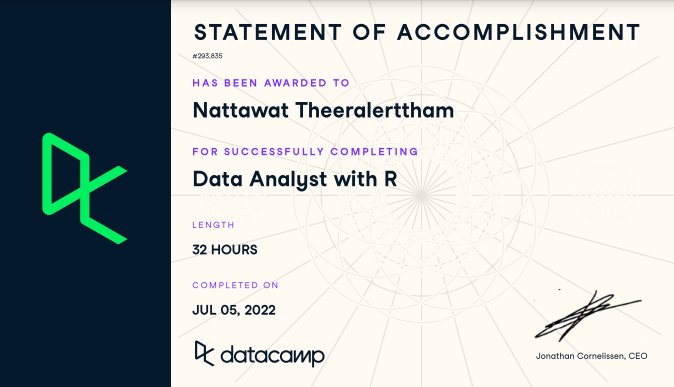 STATEMENT OF ACCOMPLISHMENT
#293,835
HAS BEEN AWARDED TO
Nattawat Theeralerttham
FOR SUCCESSFULLY COMPLETING
Data Analyst with R
LENGTH
32 HOURS
COMPLETED ON
JUL 05, 2022
datacamp
Jonathan Cornelissen, CEO